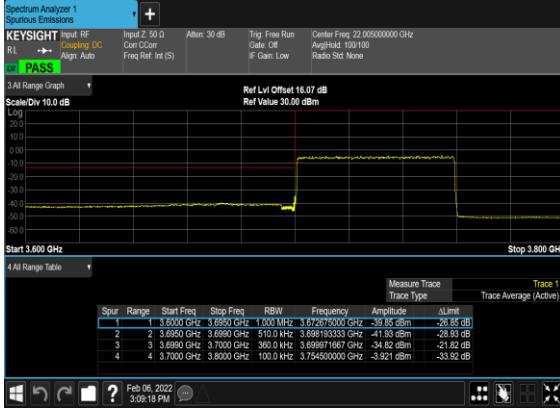 Spectrum Analyzer 1
Spurious Emissions
+
KEYSIGHT Input: RF Input Z: 50 Ω Atten: 30 dB Trig: Free Run Center Freq: 22.005000000 GHz
RL Coupling: DC Corr CCorr Gate: Off Avg|Hold: 100/100
Align: Auto Freq Ref: Int (S) IF Gain: Low Radio Std: None
LXI PASS
3 All Range Graph
Ref Lvl Offset 16.07 dB
Scale/Div 10.0 dB Ref Value 30.00 dBm
Log
20.0
10.0
0.00
-10.0
-20.0
-30.0
-40.0
-50.0
-60.0
Start 3.600 GHz Stop 3.800 GH
4 All Range Table
Measure Trace Trace 1
Trace Type Trace Average (Active)
Spur Range Start Freq Stop Freq RBW Frequency Amplitude ΔLimit
1 1 3.6000 GHz 3.6950 GHz 1.000 MHz 3.672675000 GHz -39.85 dBm -26.85 dB
2 2 3.6950 GHz 3.6990 GHz 510.0 kHz 3.698193333 GHz -41.93 dBm -28.93 dB
3 3 3.6990 GHz 3.7000 GHz 360.0 kHz 3.699971667 GHz -34.82 dBm -21.82 dB
4 4 3.7000 GHz 3.8000 GHz 100.0 kHz 3.754500000 GHz -3.921 dBm -33.92 dB
? Feb 06, 2022
3:09:18 PM